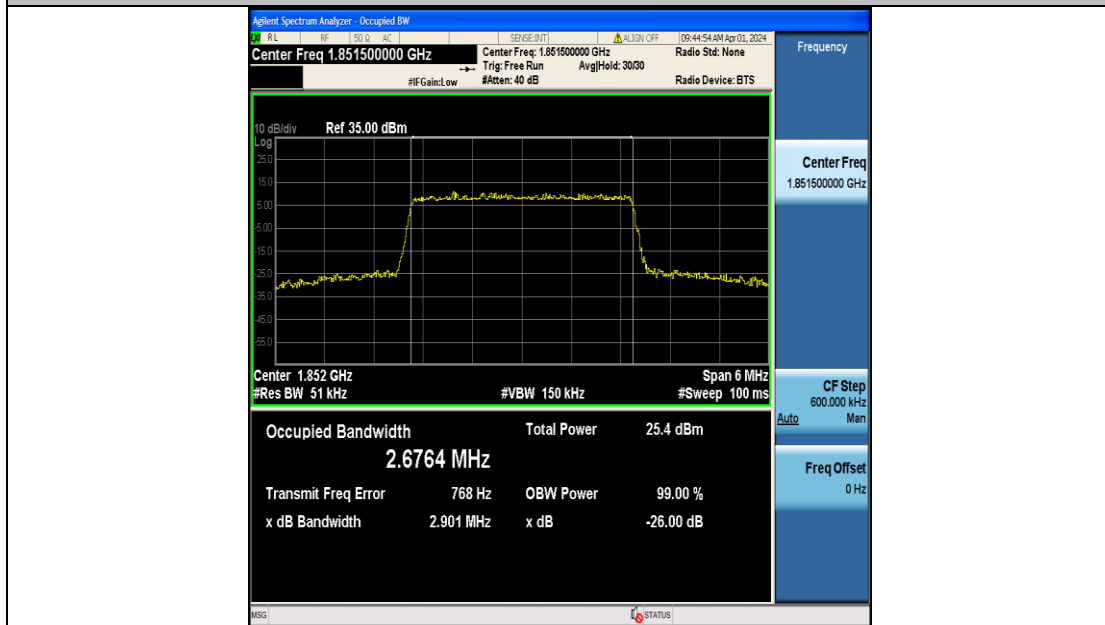 Agilent Spectrum Analyzer - Occupied BW
LXI RL RF 50 Ω AC SENSE:INT ALIGN OFF 09:44:54 AM Apr 01, 2024
Center Freq 1.851500000 GHz
Center Freq: 1.851500000 GHz Radio Std: None
Trig: Free Run Avg|Hold: 30/30
#IFGain:Low #Atten: 40 dB Radio Device: BTS
10 dB/div Ref 35.00 dBm
Log
25.0
15.0
5.00
-5.00
-15.0
-25.0
-35.0
-45.0
-55.0
Center 1.852 GHz Span 6 MHz
#Res BW 51 kHz #VBW 150 kHz #Sweep 100 ms
Occupied Bandwidth Total Power 25.4 dBm
2.6764 MHz
Transmit Freq Error 768 Hz OBW Power 99.00 %
x dB Bandwidth 2.901 MHz x dB -26.00 dB
MSG STATUS
Frequency
Center Freq
1.851500000 GHz
CF Step
600.000 kHz
Auto Man
Freq Offset
0 Hz